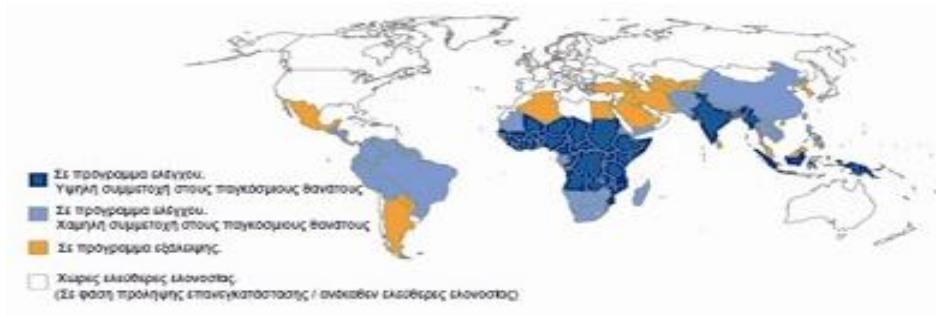 Σε πρόγραμμα ελέγχου.
Υψηλή συμμετοχή στους παγκόσμιους θανάτους
Σε πρόγραμμα ελέγχου.
Χαμηλή συμμετοχή στους παγκόσμιους θανάτους
Σε πρόγραμμα εξάλειψης.
Χώρες ελεύθερες ελονοσίας.
(Σε φάση πρόληψης επανεγκατάστασης / ανέκαθεν ελεύθερες ελονοσίας)